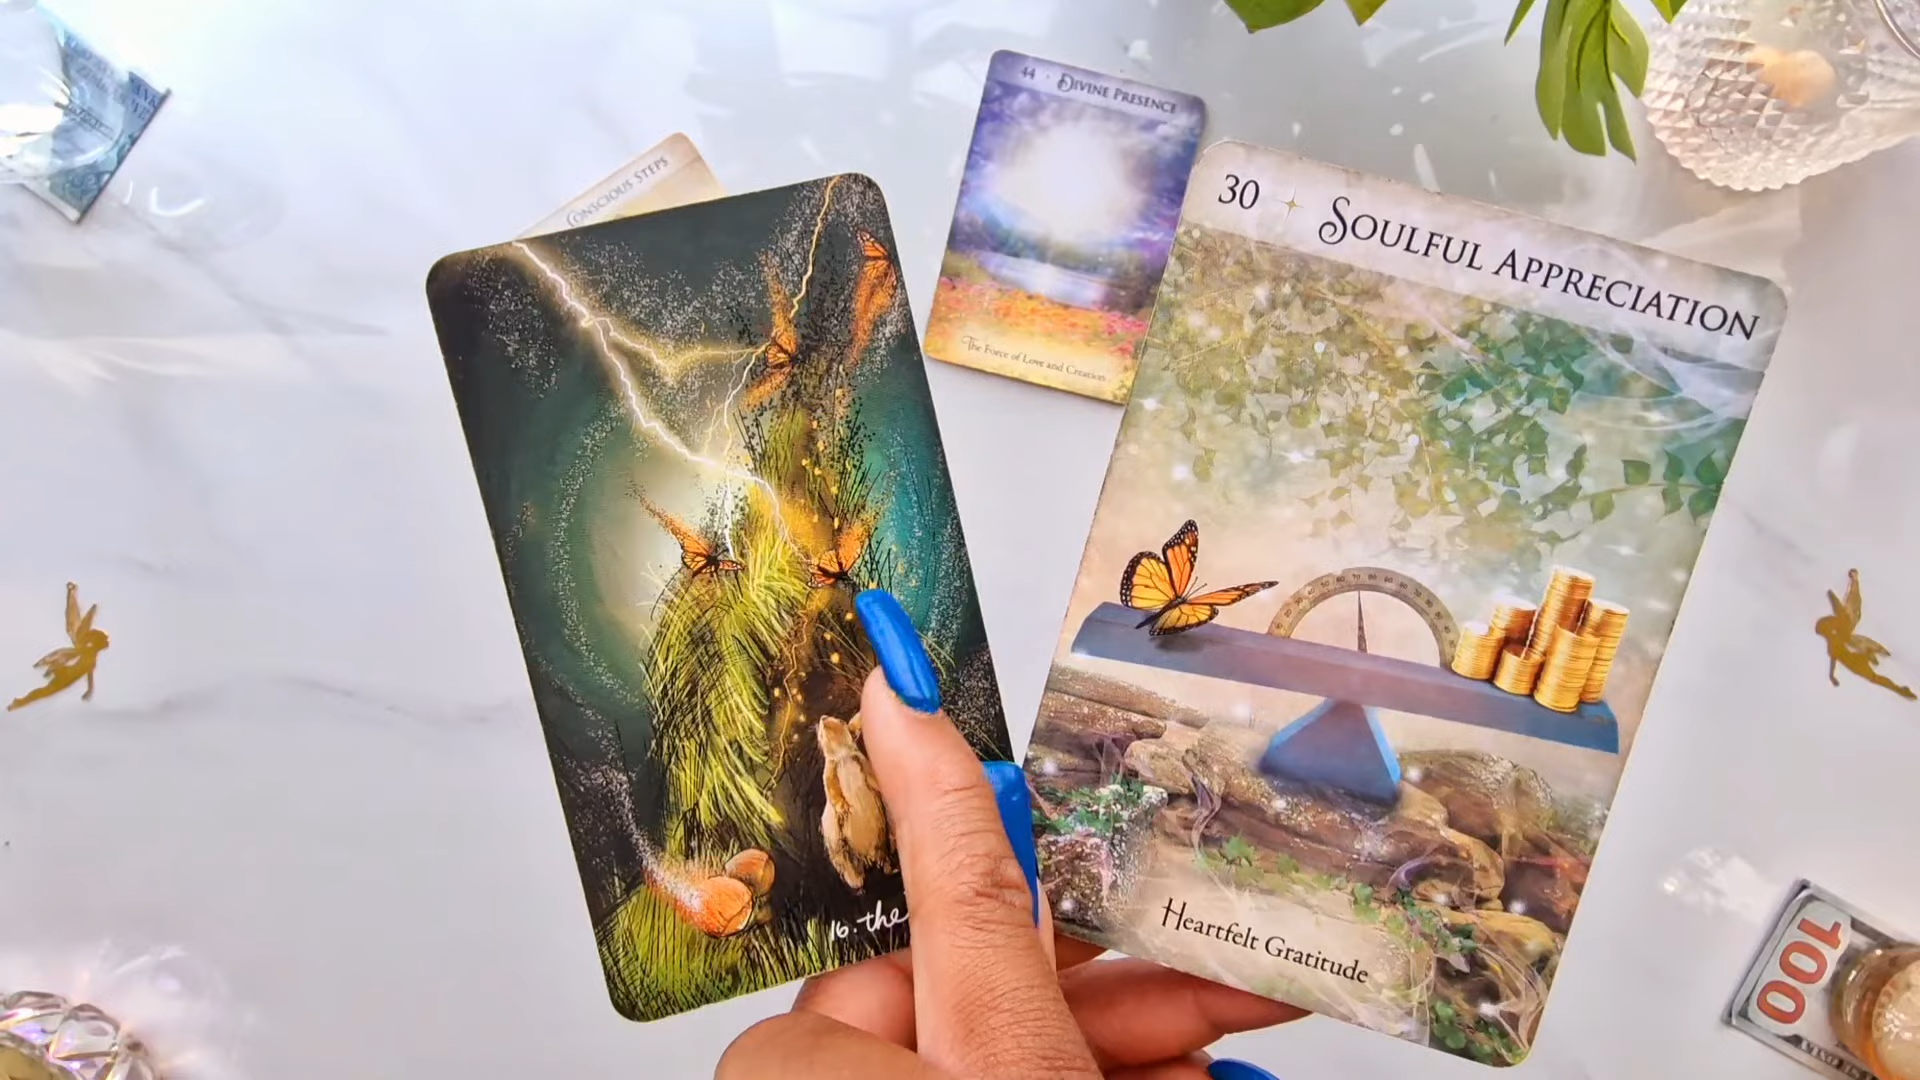 44 · DIVINE PRESENCE
The Force of Love and Creation
CONSCIOUS STEPS
30 SOULFUL APPRECIATION
Heartfelt Gratitude
16. the
100